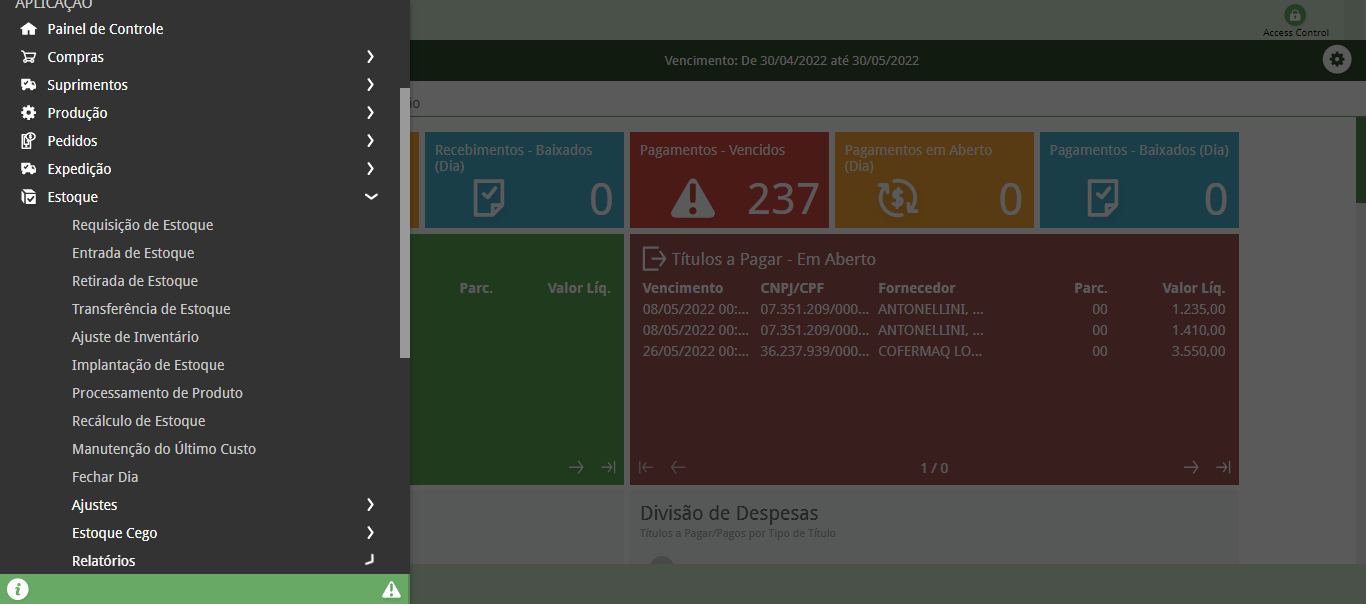 APLICAÇÃO
Painel de Controle
Compras
Suprimentos
Produção
Pedidos
Expedição
Estoque
Requisição de Estoque
Entrada de Estoque
Retirada de Estoque
Transferência de Estoque
Ajuste de Inventário
Implantação de Estoque
Processamento de Produto
Recálculo de Estoque
Manutenção do Último Custo
Fechar Dia
Ajustes
Estoque Cego
Relatórios
Access Control
Vencimento: De 30/04/2022 até 30/05/2022
Recebimentos - Baixados
(Dia)
0
Pagamentos - Vencidos
237
Pagamentos em Aberto
(Dia)
0
Pagamentos - Baixados (Dia)
0
Parc. Valor Líq.
Títulos a Pagar - Em Aberto
Vencimento CNPJ/CPF Fornecedor Parc. Valor Líq.
08/05/2022 00:... 07.351.209/000... ANTONELLINI, ... 00 1.235,00
08/05/2022 00:... 07.351.209/000... ANTONELLINI, ... 00 1.410,00
26/05/2022 00:... 36.237.939/000... COFERMAQ LO... 00 3.550,00
1 / 0
Divisão de Despesas
Títulos a Pagar/Pagos por Tipo de Título